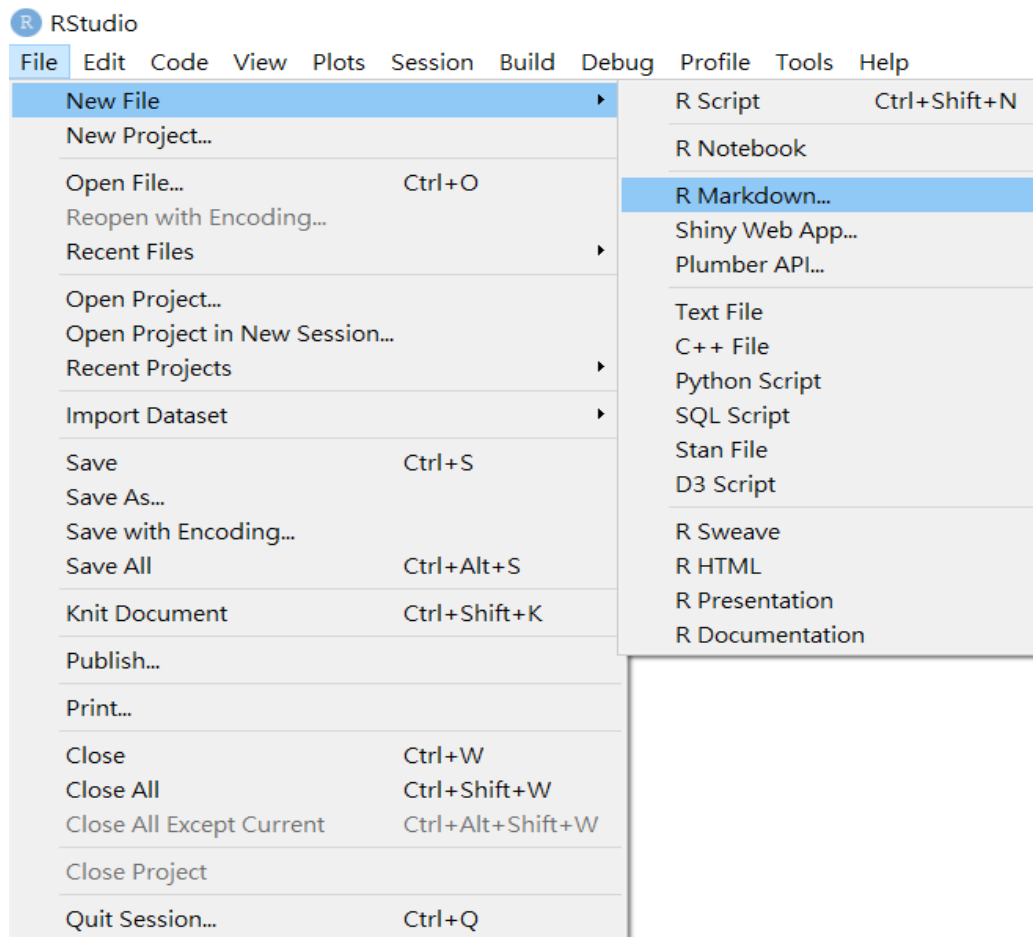 R RStudio
File Edit Code View Plots Session Build Debug Profile Tools Help
New File
New Project...
Open File... Ctrl+O
Reopen with Encoding...
Recent Files
Open Project...
Open Project in New Session...
Recent Projects
Import Dataset
Save Ctrl+S
Save As...
Save with Encoding...
Save All Ctrl+Alt+S
Knit Document Ctrl+Shift+K
Publish...
Print...
Close Ctrl+W
Close All Ctrl+Shift+W
Close All Except Current Ctrl+Alt+Shift+W
Close Project
Quit Session... Ctrl+Q
R Script Ctrl+Shift+N
R Notebook
R Markdown...
Shiny Web App...
Plumber API...
Text File
C++ File
Python Script
SQL Script
Stan File
D3 Script
R Sweave
R HTML
R Presentation
R Documentation